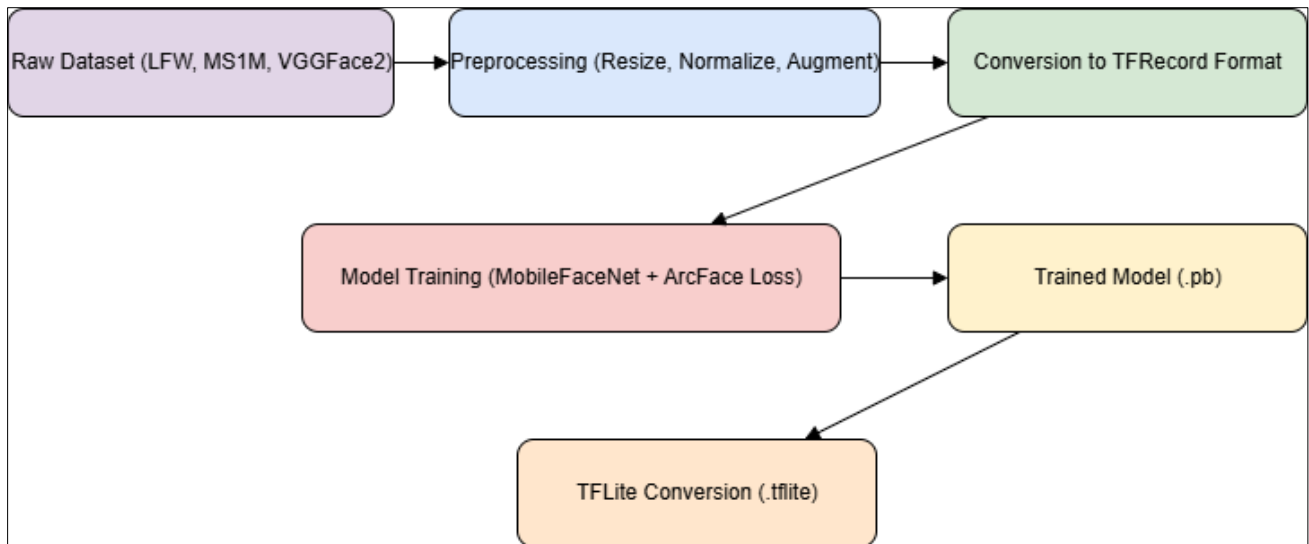 Raw Dataset (LFW, MS1M, VGGFace2)
Preprocessing (Resize, Normalize, Augment)
Conversion to TFRecord Format
Model Training (MobileFaceNet + ArcFace Loss)
Trained Model (.pb)
TFLite Conversion (.tflite)